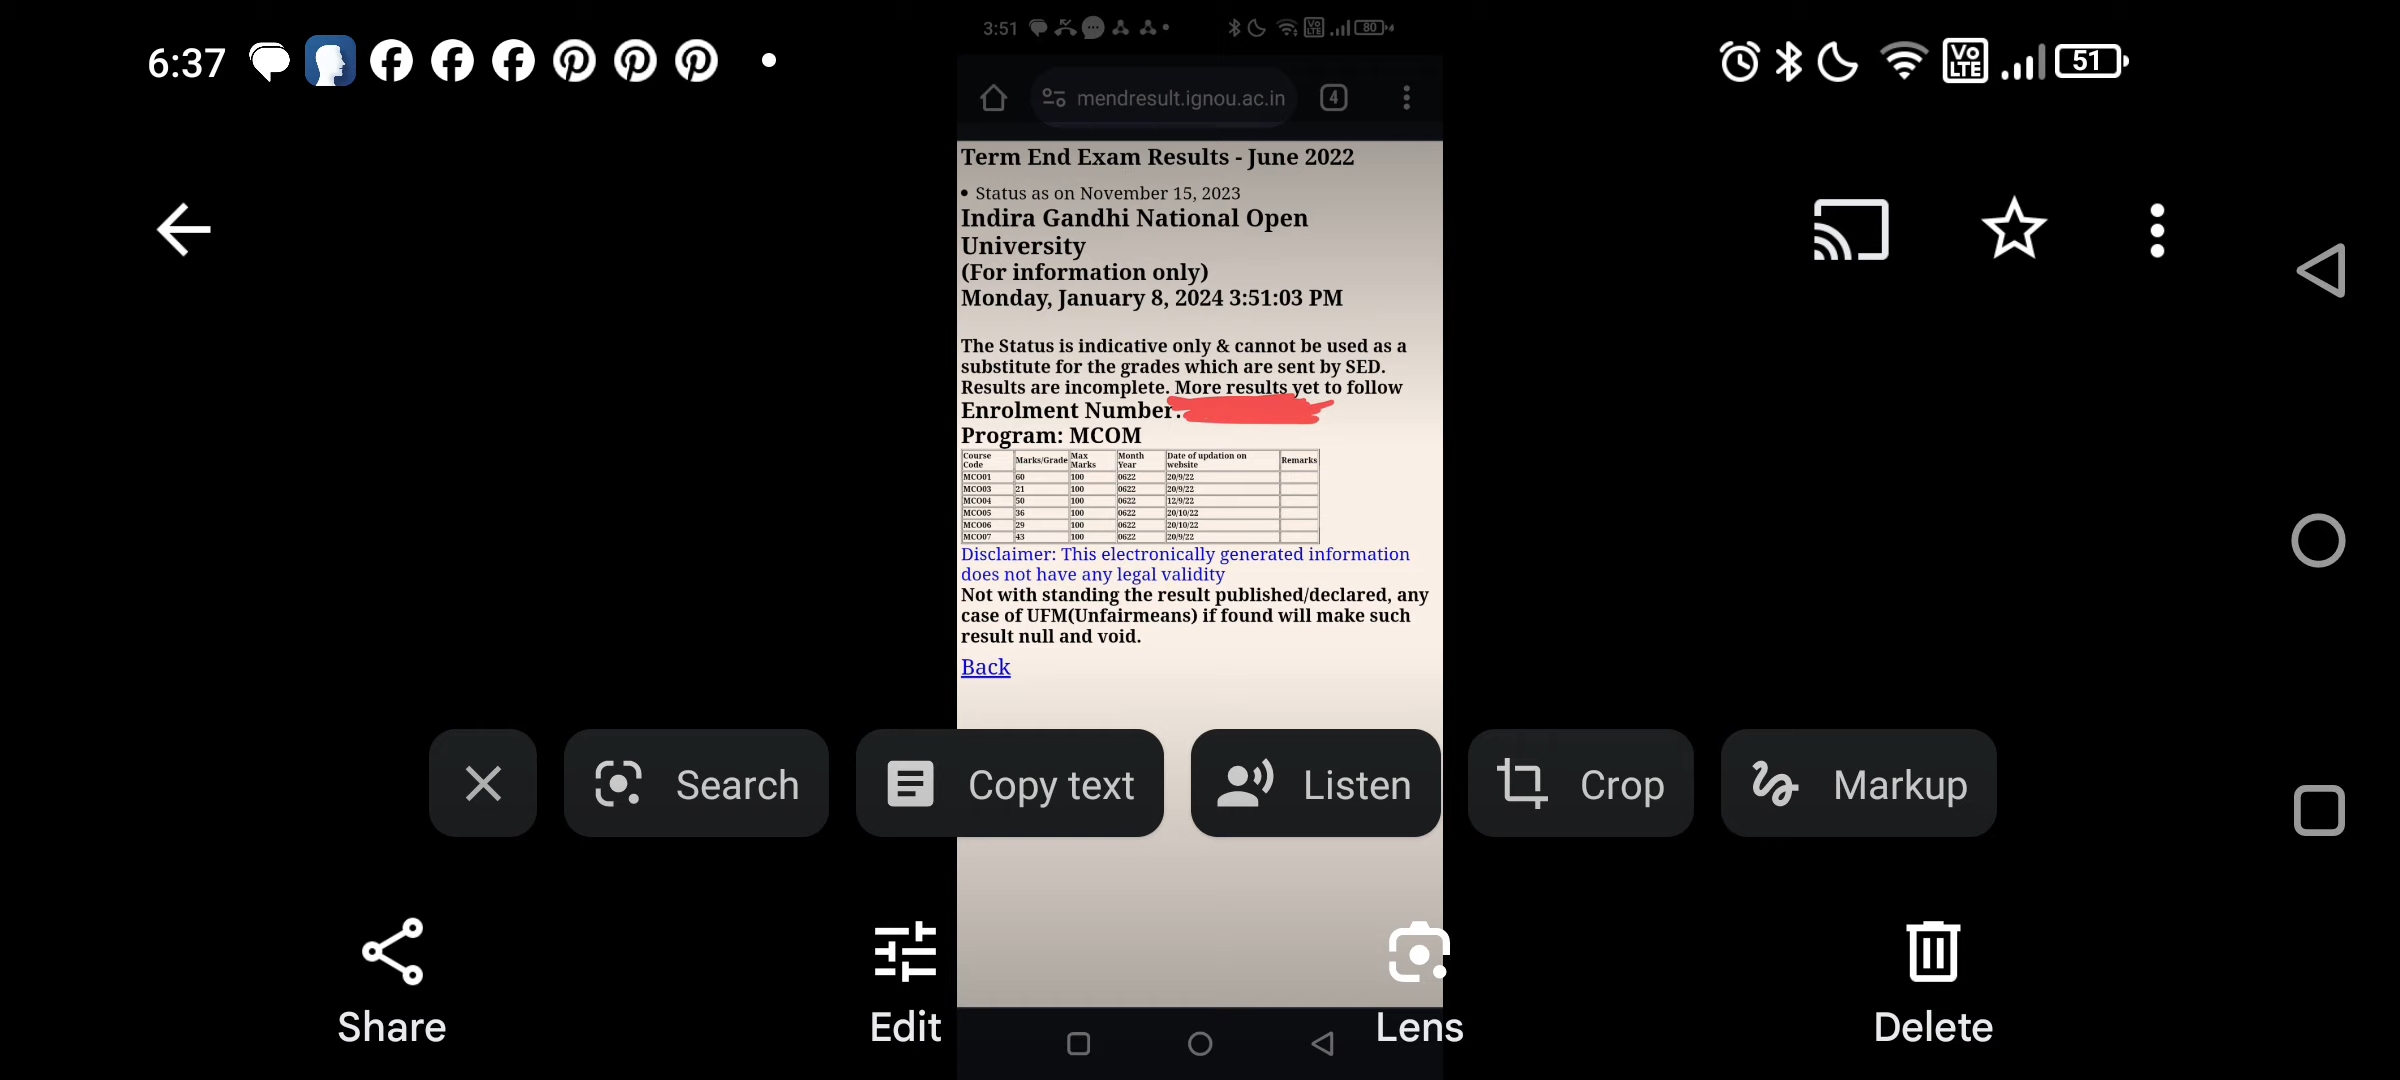 6:37
51
3:51
80
mendresult.ignou.ac.in
4
Term End Exam Results - June 2022
• Status as on November 15, 2023
Indira Gandhi National Open
University
(For information only)
Monday, January 8, 2024 3:51:03 PM
The Status is indicative only & cannot be used as a
substitute for the grades which are sent by SED.
Results are incomplete. More results yet to follow
Enrolment Number:
Program: MCOM
Course Code Marks/Grade Max Marks Month Year Date of updation on website Remarks
MCO01 60 100 0622 20/9/22
MCO03 21 100 0622 20/9/22
MCO04 50 100 0622 12/9/22
MCO05 36 100 0622 20/10/22
MCO06 29 100 0622 20/10/22
MCO07 43 100 0622 20/9/22
Disclaimer: This electronically generated information
does not have any legal validity
Not with standing the result published/declared, any
case of UFM(Unfairmeans) if found will make such
result null and void.
Back
Search
Copy text
Listen
Crop
Markup
Share
Edit
Lens
Delete